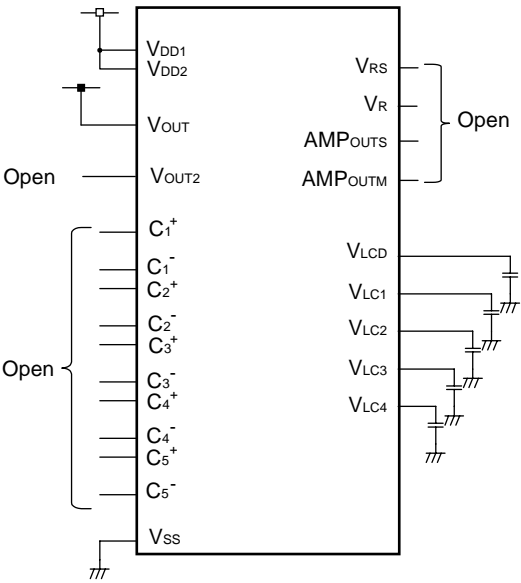 VDD1
VDD2
VOUT
Open
VOUT2
C1+
C1-
C2+
C2-
C3+
Open
C3-
C4+
C4-
C5+
C5-
VSS
VRS
VR
Open
AMPOUTS
AMPOUTM
VLCD
VLC1
VLC2
VLC3
VLC4